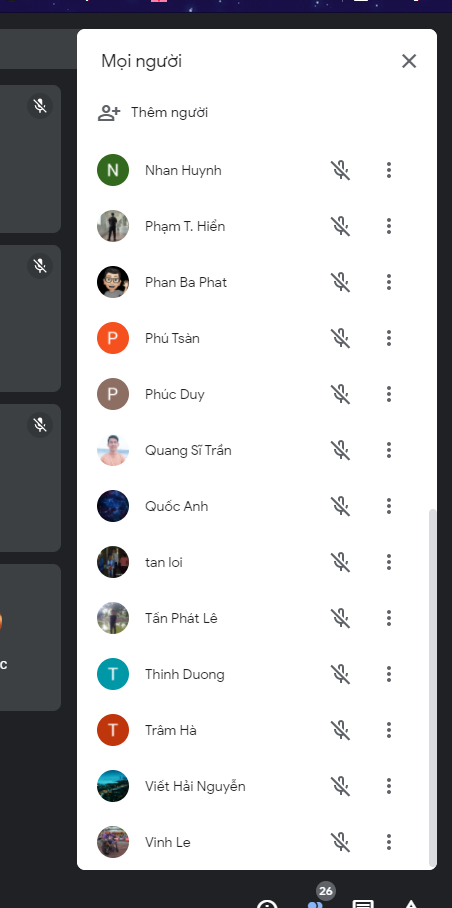 Mọi người
Thêm người
N Nhan Huynh
Phạm T. Hiển
Phan Ba Phat
P Phú Tsàn
P Phúc Duy
Quang Sĩ Trần
Quốc Anh
tan loi
Tấn Phát Lê
T Thinh Duong
T Trâm Hà
Viết Hải Nguyễn
Vinh Le
c
26